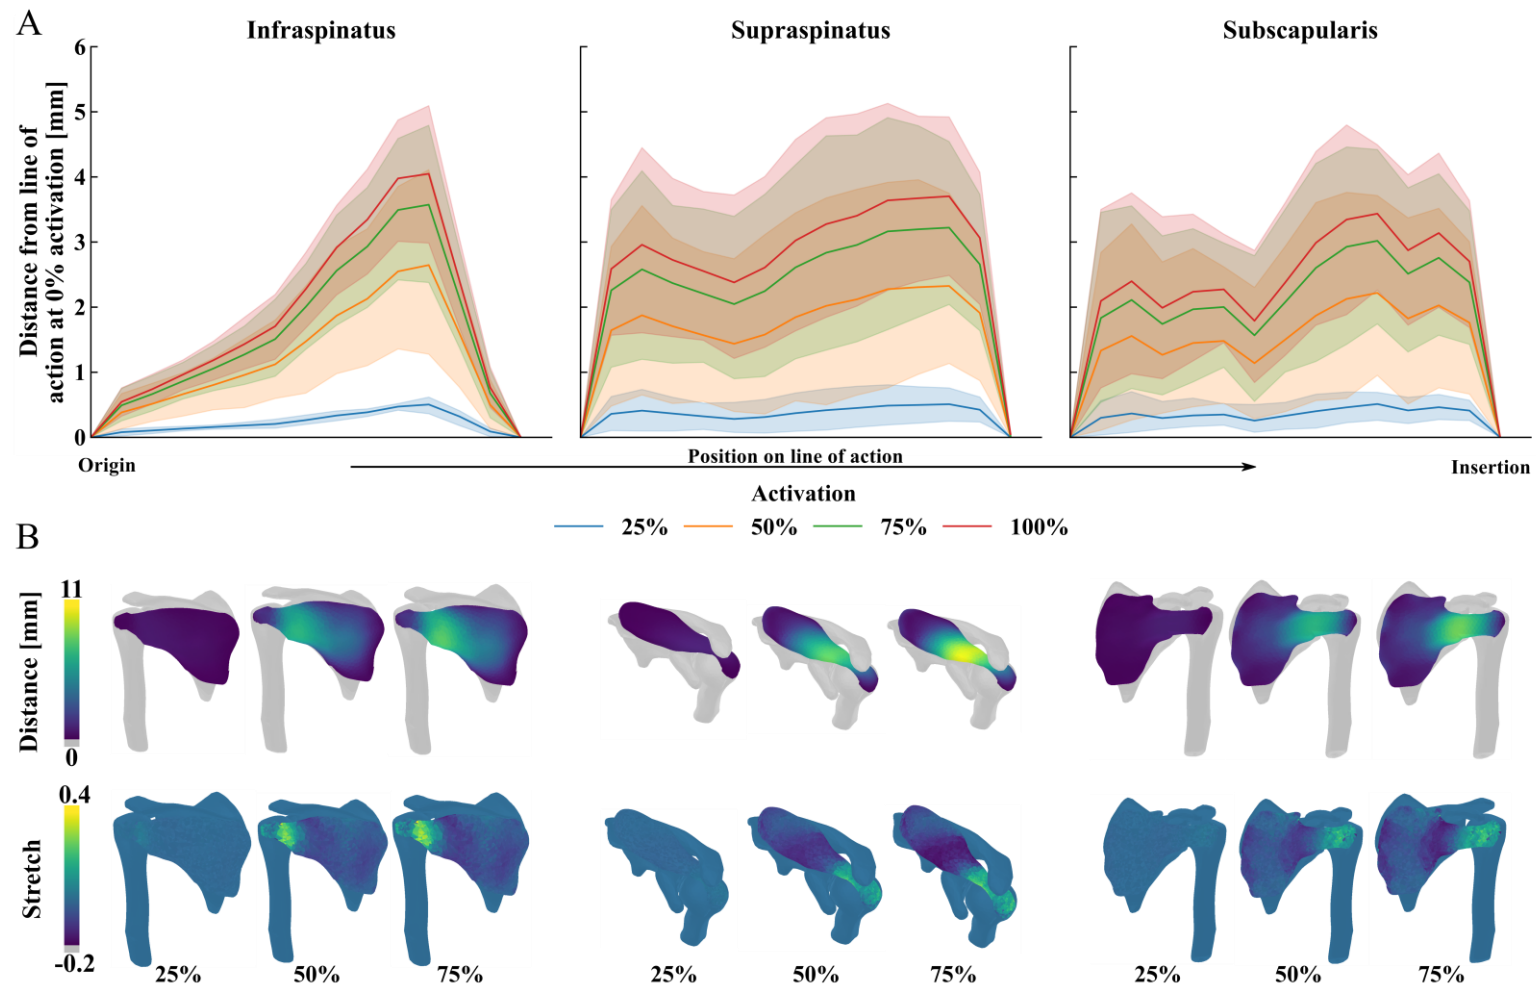 A
Infraspinatus
Supraspinatus
Subscapularis
Distance from line of
action at 0% activation [mm]
6
5
4
3
2
1
0
Origin
Position on line of action
Insertion
Activation
25%
50%
75%
100%
B
Distance [mm]
11
0
Stretch
0.4
-0.2
25%
50%
75%
25%
50%
75%
25%
50%
75%